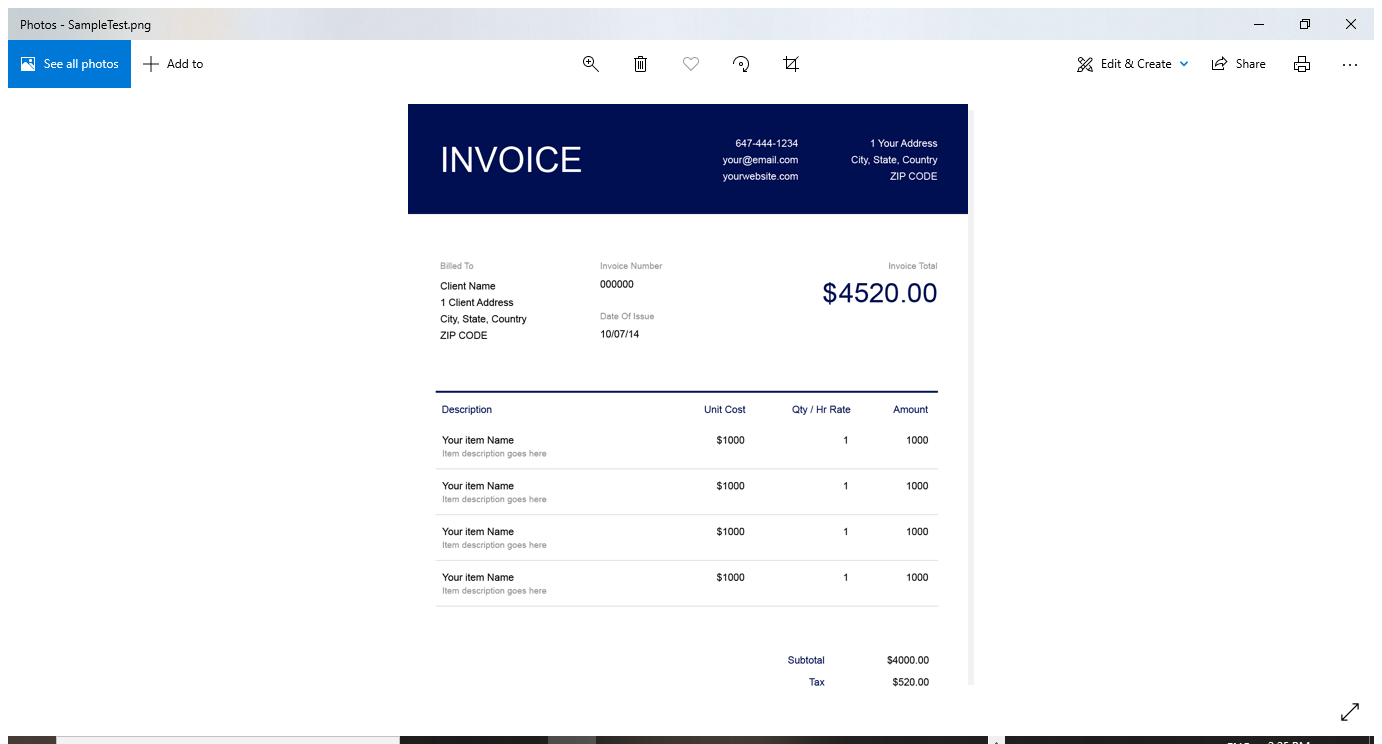 Photos - SampleTest.png
See all photos
Add to
Edit & Create
Share
INVOICE
647-444-1234
your@email.com
yourwebsite.com
1 Your Address
City, State, Country
ZIP CODE
Billed To
Client Name
1 Client Address
City, State, Country
ZIP CODE
Invoice Number
000000
Date Of Issue
10/07/14
Invoice Total
$4520.00
Description Unit Cost Qty / Hr Rate Amount
Your item Name $1000 1 1000
Item description goes here
Your item Name $1000 1 1000
Item description goes here
Your item Name $1000 1 1000
Item description goes here
Your item Name $1000 1 1000
Item description goes here
Subtotal $4000.00
Tax $520.00